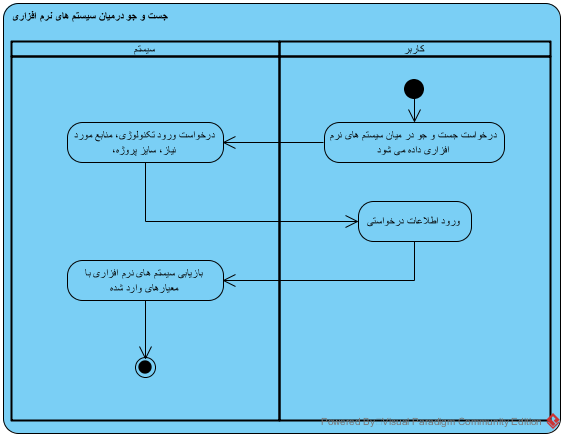 جست و جو درمیان سیستم های نرم افزاری
کاربر
سیستم
درخواست جست و جو در میان سیستم های نرم
افزاری داده می شود
درخواست ورود تکنولوژی، منابع مورد
نیاز، سایز پروژه،
ورود اطلاعات درخواستی
بازیابی سیستم های نرم افزاری با
معیارهای وارد شده
Powered By Visual Paradigm Community Edition